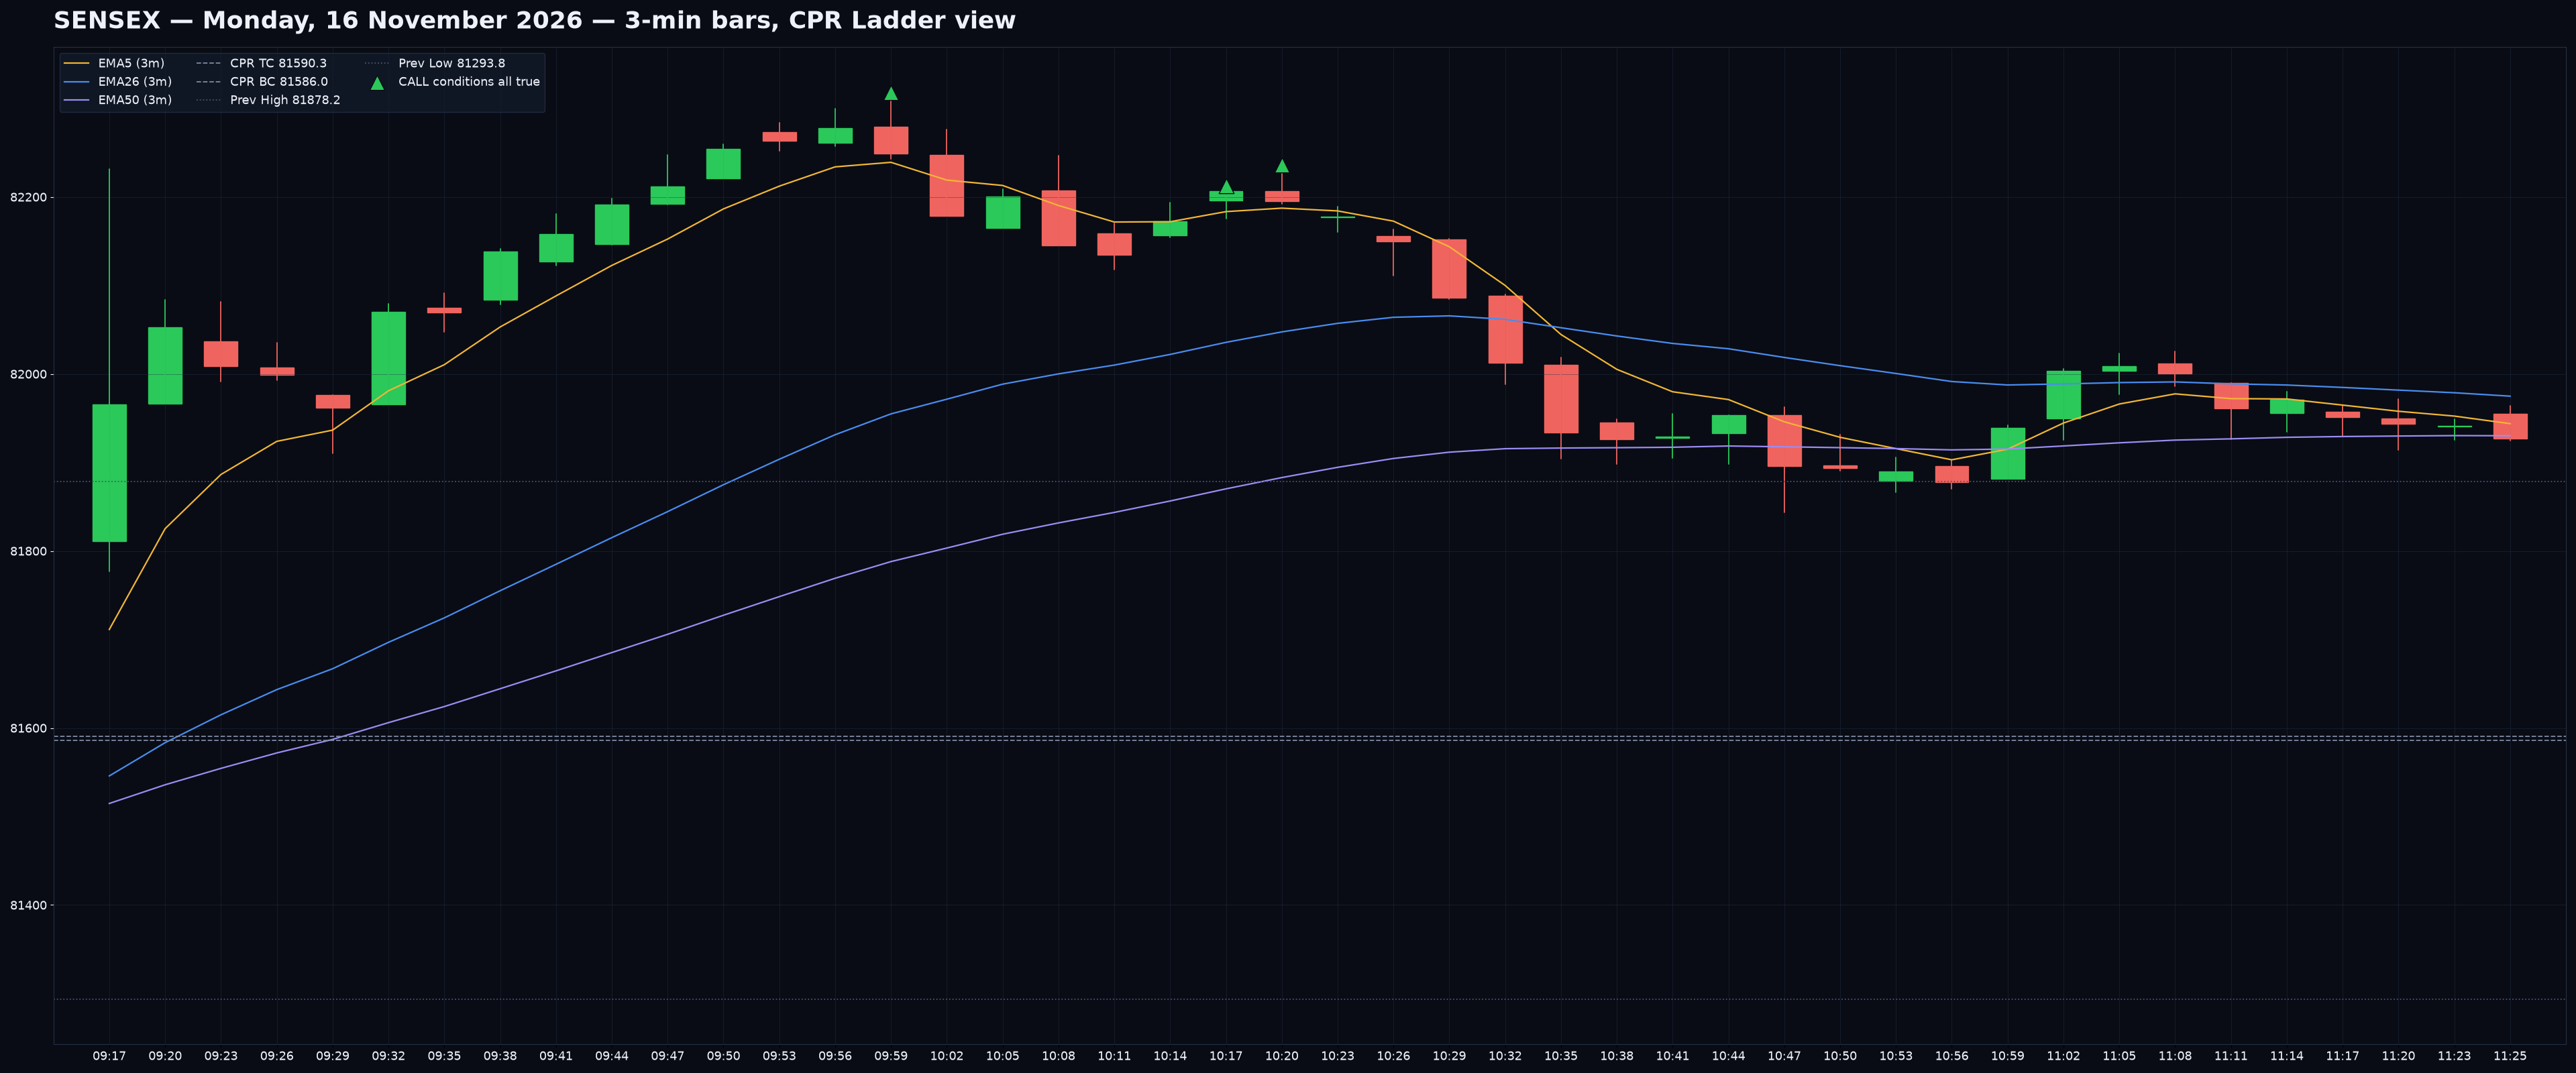 SENSEX — Monday, 16 November 2026 — 3-min bars, CPR Ladder view
EMA5 (3m)
EMA26 (3m)
EMA50 (3m)
CPR TC 81590.3
CPR BC 81586.0
Prev High 81878.2
Prev Low 81293.8
CALL conditions all true
82200
82000
81800
81600
81400
09:17 09:20 09:23 09:26 09:29 09:32 09:35 09:38 09:41 09:44 09:47 09:50 09:53 09:56 09:59 10:02 10:05 10:08 10:11 10:14 10:17 10:20 10:23 10:26 10:29 10:32 10:35 10:38 10:41 10:44 10:47 10:50 10:53 10:56 10:59 11:02 11:05 11:08 11:11 11:14 11:17 11:20 11:23 11:25